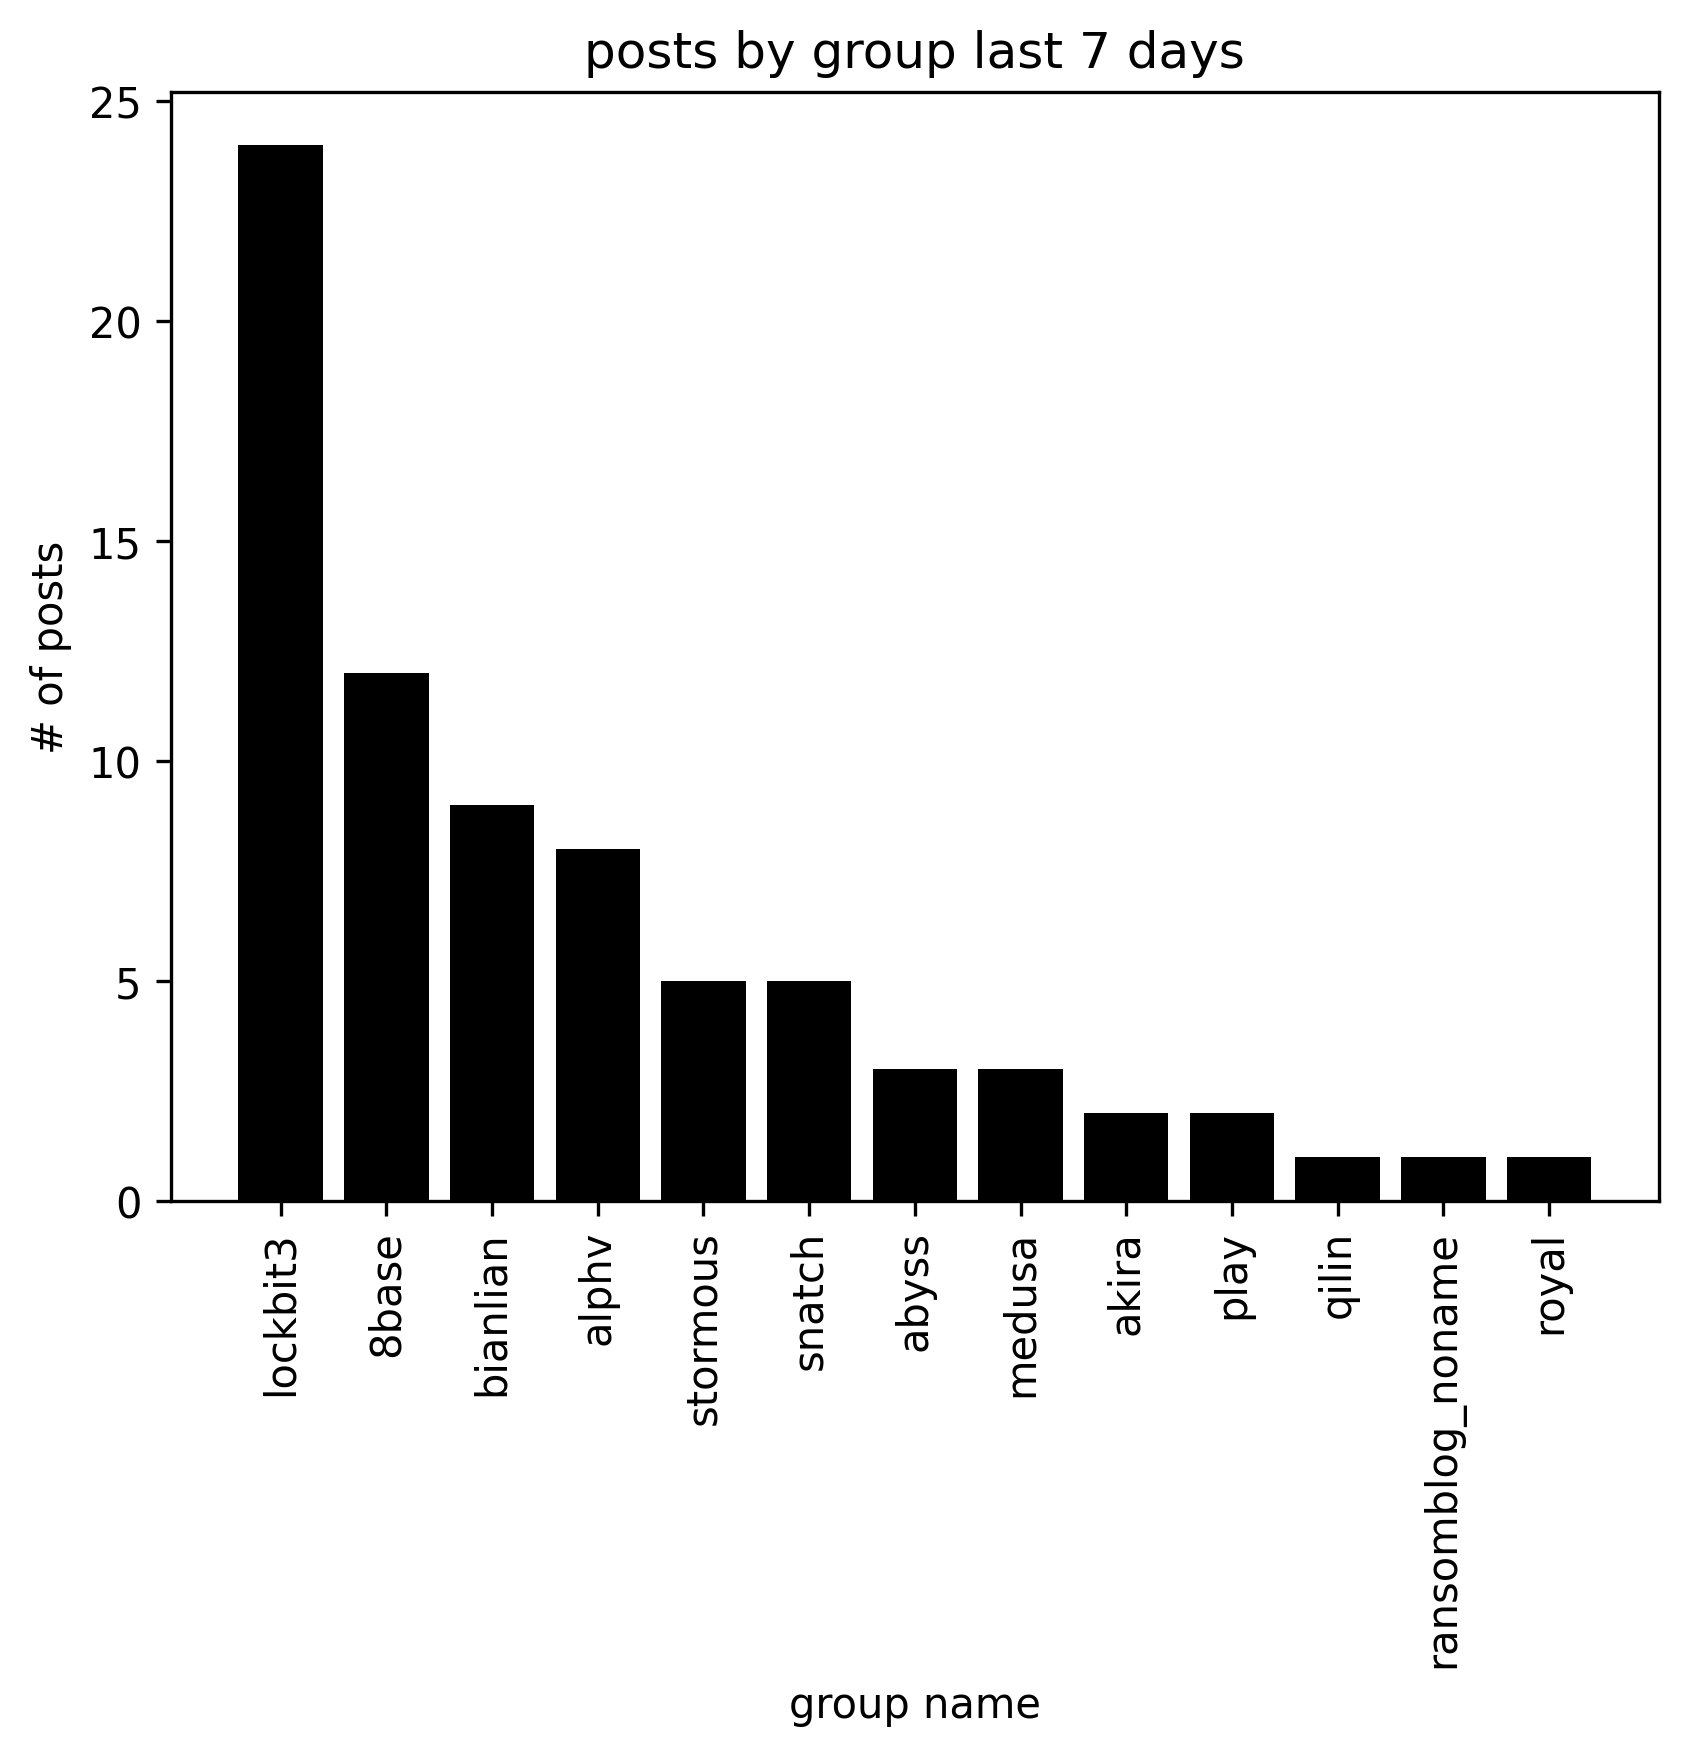 posts by group last 7 days
# of posts
25
20
15
10
5
0
lockbit3
8base
bianlian
alphv
stormous
snatch
abyss
medusa
akira
play
qilin
ransomblog_noname
royal
group name